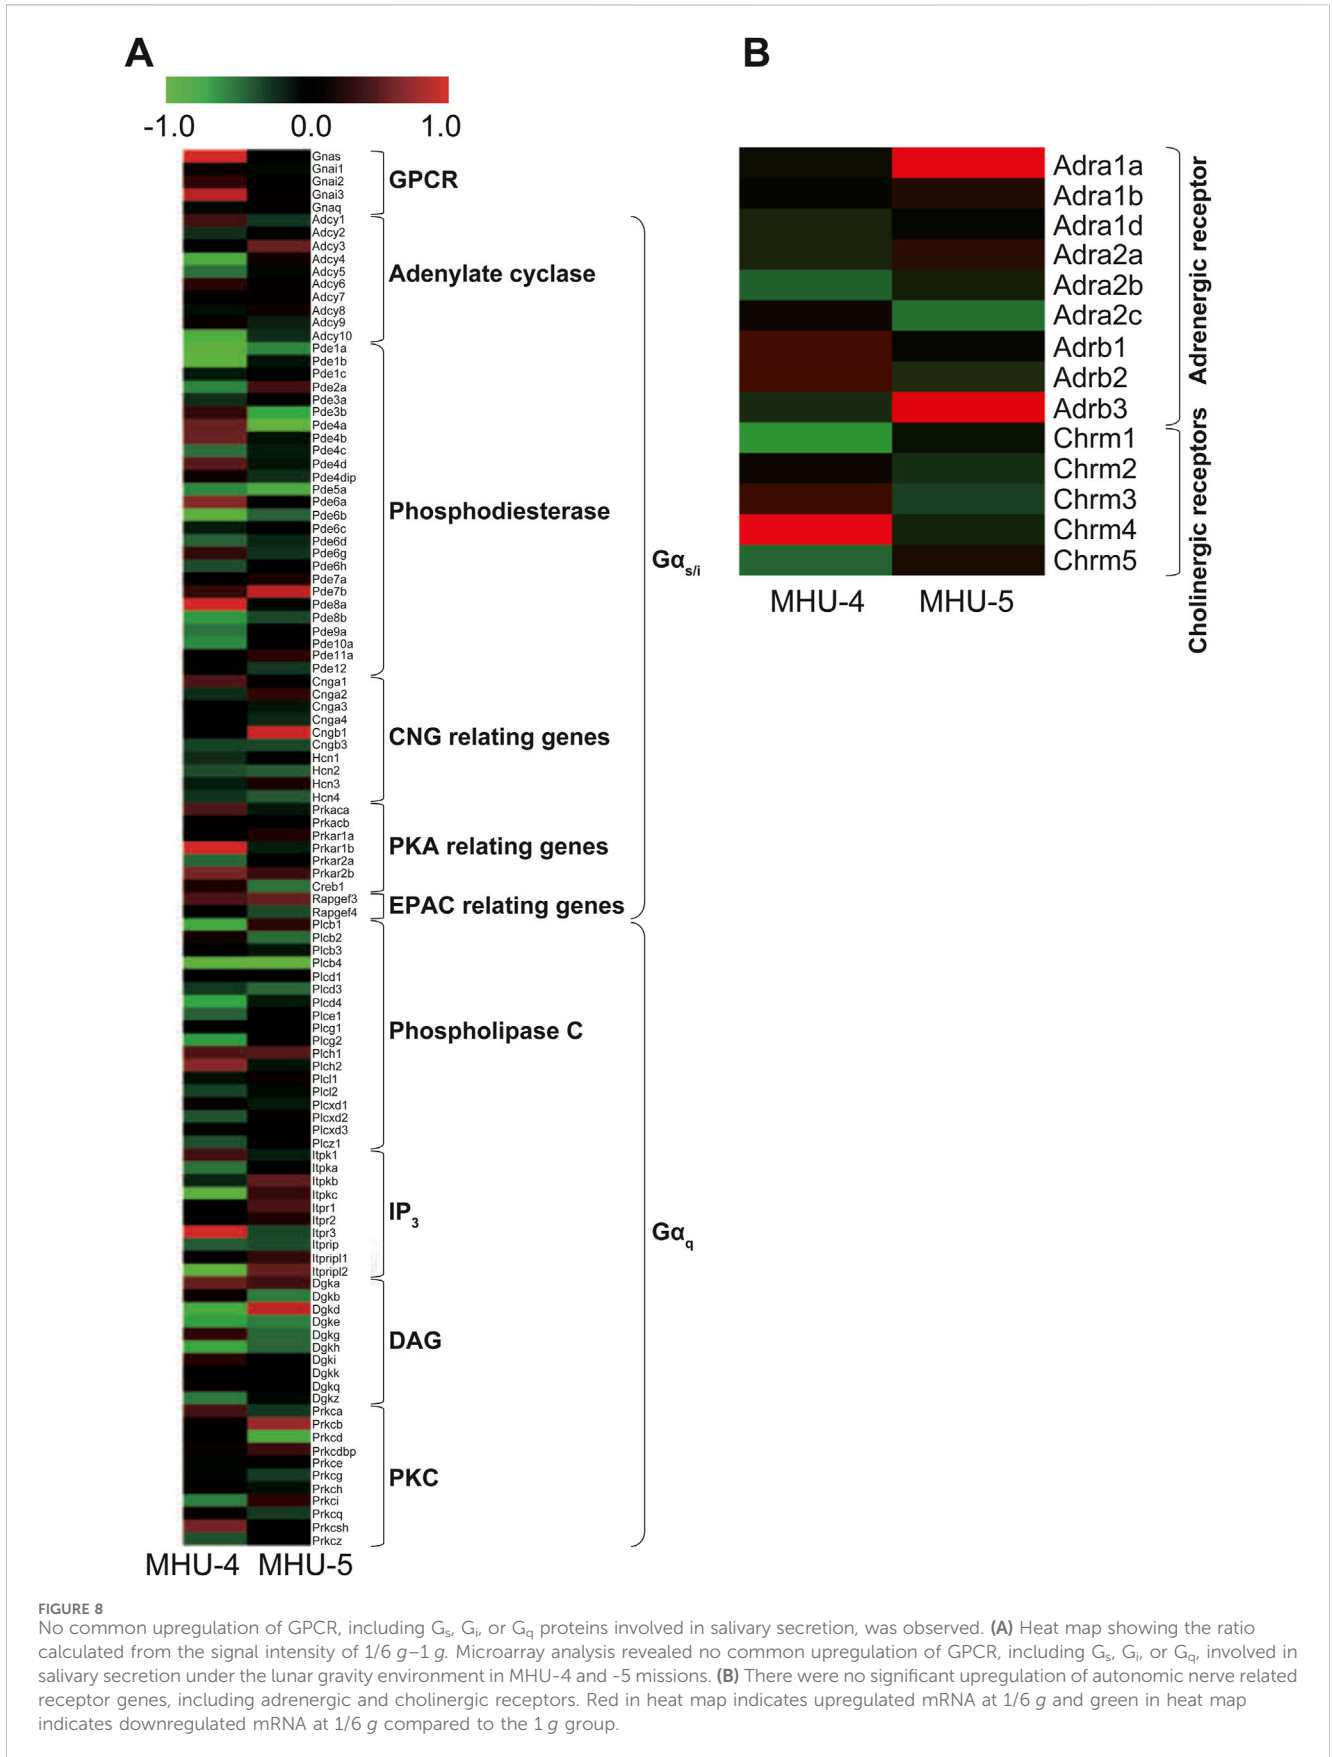 A
-1.0 0.0 1.0
Gnas
Gnai1
Gnai2
Gnai3
Gnaq
GPCR
Adcy1
Adcy2
Adcy3
Adcy4
Adcy5
Adcy6
Adcy7
Adcy8
Adcy9
Adcy10
Adenylate cyclase
Pde1a
Pde1b
Pde1c
Pde2a
Pde3a
Pde3b
Pde4a
Pde4b
Pde4c
Pde4d
Pde4dip
Pde5a
Pde6a
Pde6b
Pde6c
Pde6d
Pde6g
Pde6h
Pde7a
Pde7b
Pde8a
Pde8b
Pde9a
Pde10a
Pde11a
Pde12
Phosphodiesterase
Cnga1
Cnga2
Cnga3
Cnga4
Cngb1
Cngb3
Hcn1
Hcn2
Hcn3
Hcn4
CNG relating genes
Prkaca
Prkacb
Prkar1a
Prkar1b
Prkar2a
Prkar2b
Creb1
PKA relating genes
Rapgef3
Rapgef4
EPAC relating genes
Gαs/i
Plcb1
Plcb2
Plcb3
Plcb4
Plcd1
Plcd3
Plcd4
Plce1
Plcg1
Plcg2
Plch1
Plch2
Plcl1
Plcl2
Plcxd1
Plcxd2
Plcxd3
Plcz1
Phospholipase C
Itpk1
Itpka
Itpkb
Itpkc
Itpr1
Itpr2
Itpr3
Itprip
Itpripl1
Itpripl2
IP3
Dgka
Dgkb
Dgkd
Dgke
Dgkg
Dgkh
Dgki
Dgkk
Dgkq
Dgkz
DAG
Prkca
Prkcb
Prkcd
Prkcdbp
Prkce
Prkcg
Prkch
Prkci
Prkcq
Prkcsh
Prkcz
PKC
Gαq
MHU-4 MHU-5
B
Adra1a
Adra1b
Adra1d
Adra2a
Adra2b
Adra2c
Adrb1
Adrb2
Adrb3
Chrm1
Chrm2
Chrm3
Chrm4
Chrm5
Adrenergic receptor
Cholinergic receptors
MHU-4 MHU-5
FIGURE 8
No common upregulation of GPCR, including Gs, Gi, or Gq proteins involved in salivary secretion, was observed. (A) Heat map showing the ratio
calculated from the signal intensity of 1/6 g–1 g. Microarray analysis revealed no common upregulation of GPCR, including Gs, Gi, or Gq, involved in
salivary secretion under the lunar gravity environment in MHU-4 and -5 missions. (B) There were no significant upregulation of autonomic nerve related
receptor genes, including adrenergic and cholinergic receptors. Red in heat map indicates upregulated mRNA at 1/6 g and green in heat map
indicates downregulated mRNA at 1/6 g compared to the 1 g group.